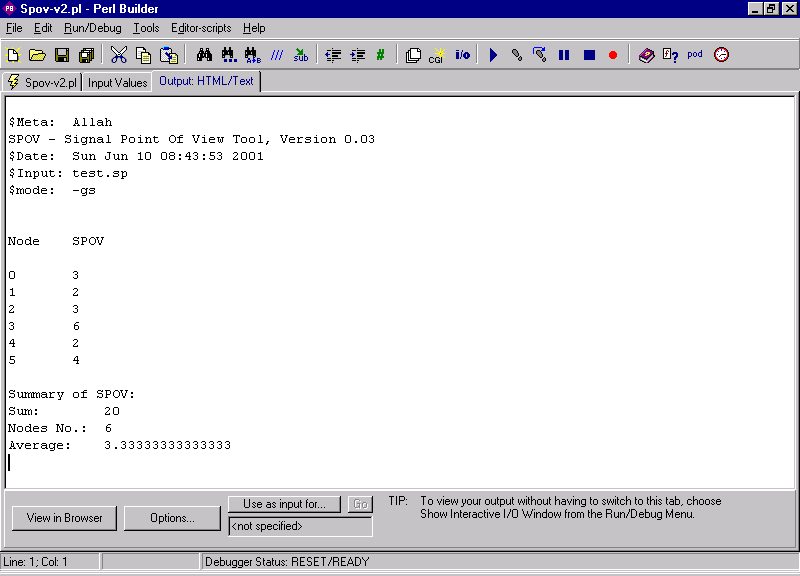 Spov-v2.pl - Perl Builder
File Edit Run/Debug Tools Editor-scripts Help
CGI i/o pod
Spov-v2.pl Input Values Output: HTML/Text
$Meta: Allah
SPOV - Signal Point Of View Tool, Version 0.03
$Date: Sun Jun 10 08:43:53 2001
$Input: test.sp
$mode: -gs
Node SPOV
0 3
1 2
2 3
3 6
4 2
5 4
Summary of SPOV:
Sum: 20
Nodes No.: 6
Average: 3.33333333333333
View in Browser Options... Use as input for... Go
<not specified>
TIP: To view your output without having to switch to this tab, choose
Show Interactive I/O Window from the Run/Debug Menu.
Line: 1; Col: 1 Debugger Status: RESET/READY